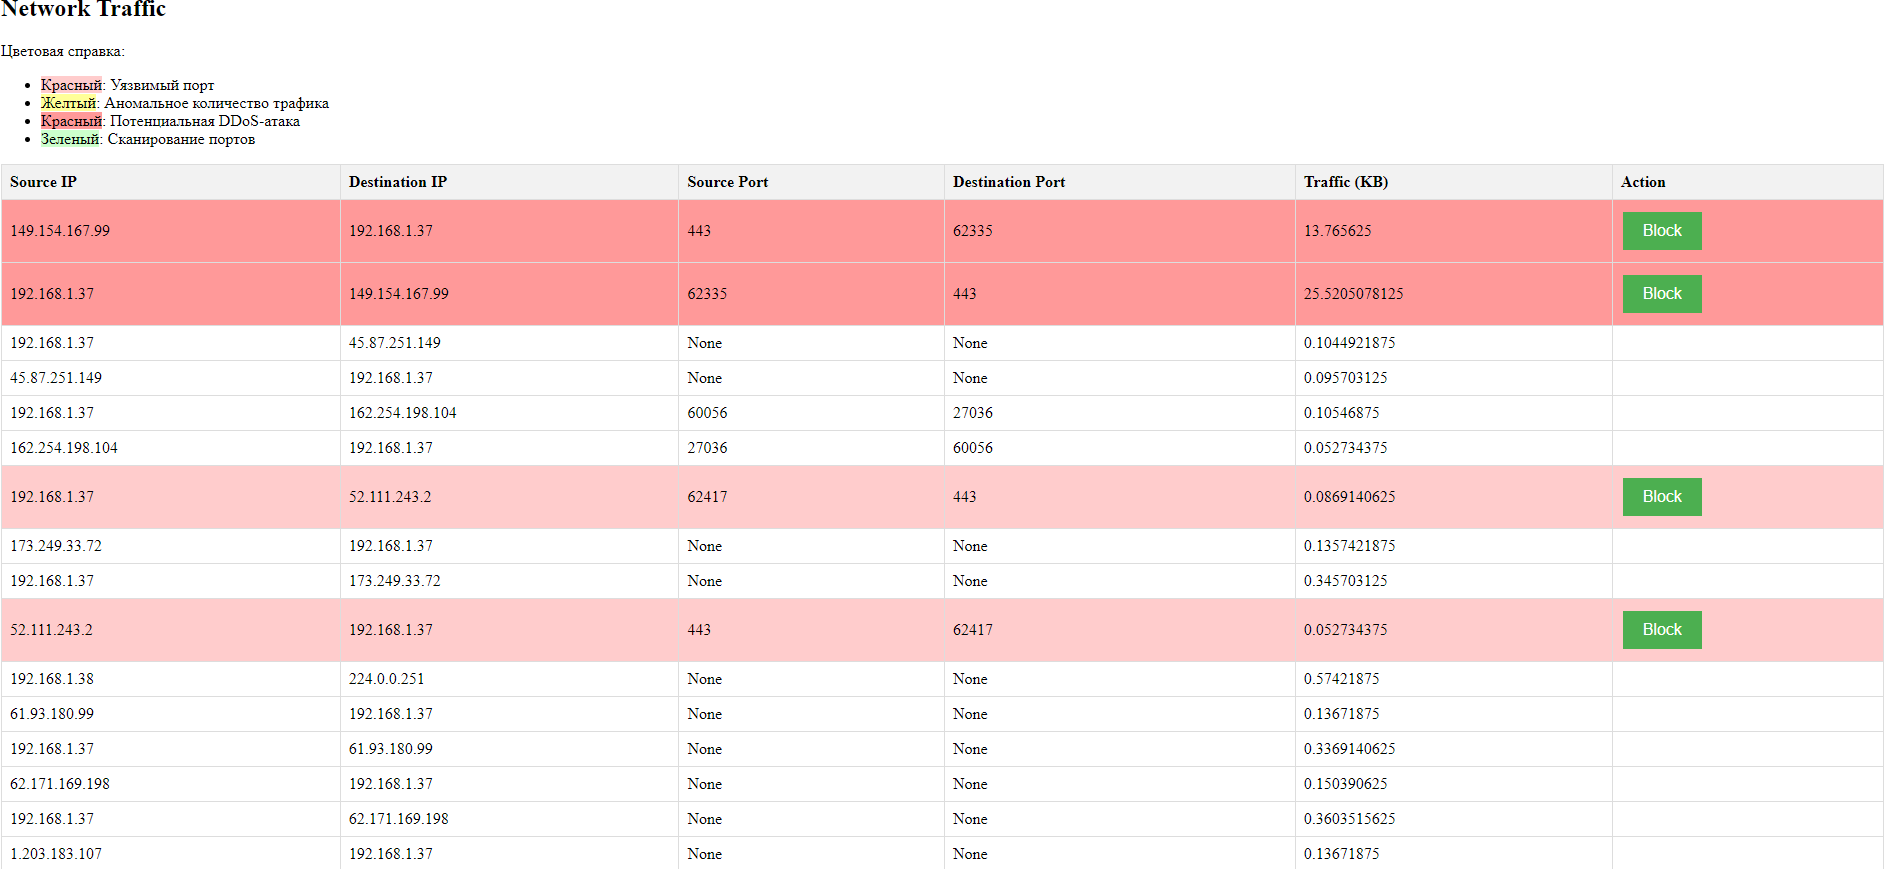 Network Traffic
Цветовая справка:
Красный: Уязвимый порт
Желтый: Аномальное количество трафика
Красный: Потенциальная DDoS-атака
Зеленый: Сканирование портов
Source IP Destination IP Source Port Destination Port Traffic (KB) Action
149.154.167.99 192.168.1.37 443 62335 13.765625 Block
192.168.1.37 149.154.167.99 62335 443 25.5205078125 Block
192.168.1.37 45.87.251.149 None None 0.1044921875
45.87.251.149 192.168.1.37 None None 0.095703125
192.168.1.37 162.254.198.104 60056 27036 0.10546875
162.254.198.104 192.168.1.37 27036 60056 0.052734375
192.168.1.37 52.111.243.2 62417 443 0.0869140625 Block
173.249.33.72 192.168.1.37 None None 0.1357421875
192.168.1.37 173.249.33.72 None None 0.345703125
52.111.243.2 192.168.1.37 443 62417 0.052734375 Block
192.168.1.38 224.0.0.251 None None 0.57421875
61.93.180.99 192.168.1.37 None None 0.13671875
192.168.1.37 61.93.180.99 None None 0.3369140625
62.171.169.198 192.168.1.37 None None 0.150390625
192.168.1.37 62.171.169.198 None None 0.3603515625
1.203.183.107 192.168.1.37 None None 0.13671875